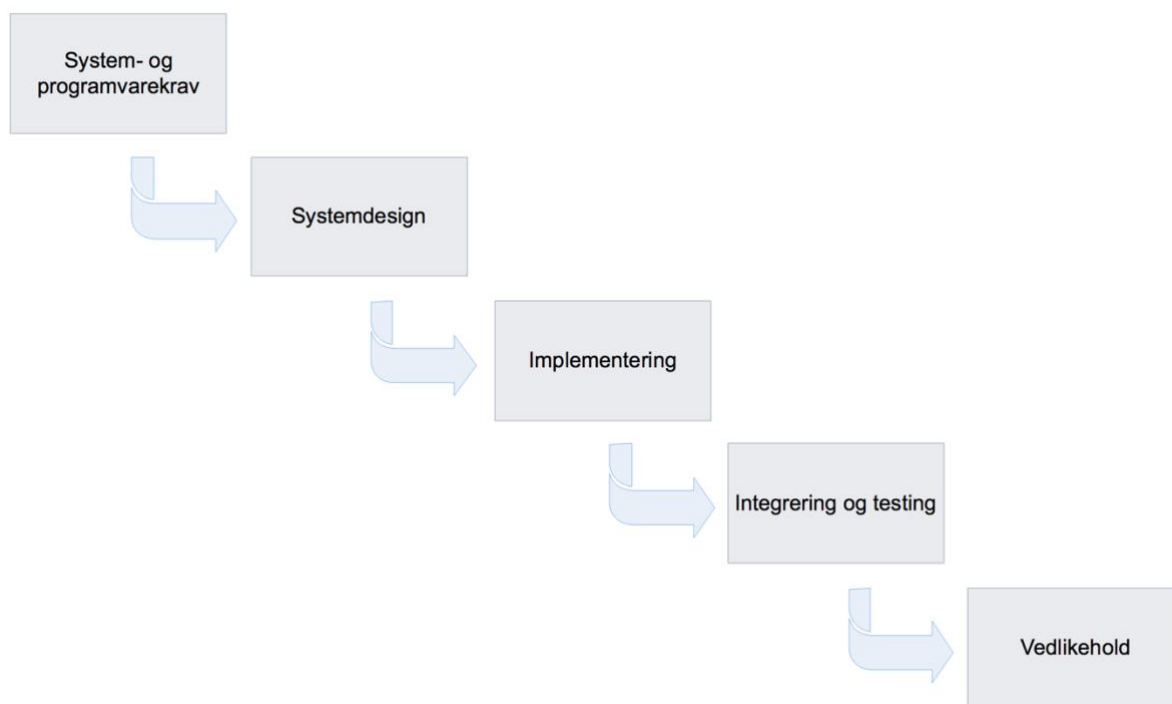 System- og
programvarekrav
Systemdesign
Implementering
Integrering og testing
Vedlikehold